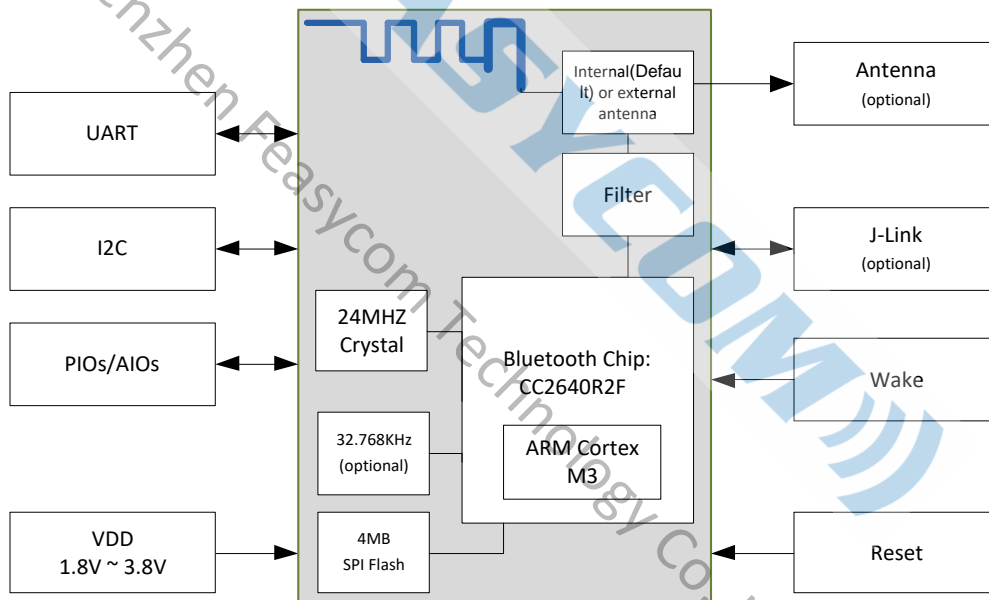 UART
I2C
PIOs/AIOs
VDD
1.8V ~ 3.8V
Internal(Defau
lt) or external
antenna
Filter
24MHZ
Crystal
32.768KHz
(optional)
4MB
SPI Flash
Bluetooth Chip:
CC2640R2F
ARM Cortex
M3
Antenna
(optional)
J-Link
(optional)
Wake
Reset
enzhen Feasycom Technology Co.
ASYCOM